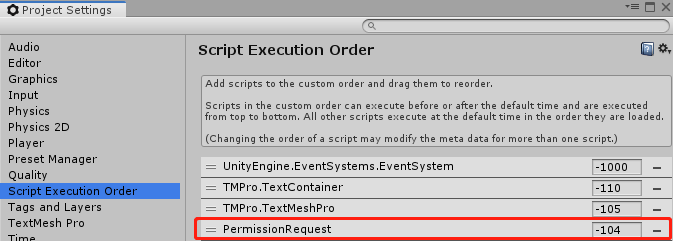 Project Settings
Audio
Editor
Graphics
Input
Physics
Physics 2D
Player
Preset Manager
Quality
Script Execution Order
Tags and Layers
TextMesh Pro
Time
Script Execution Order
Add scripts to the custom order and drag them to reorder.
Scripts in the custom order can execute before or after the default time and are executed
from top to bottom. All other scripts execute at the default time in the order they are loaded.
(Changing the order of a script may modify the meta data for more than one script.)
UnityEngine.EventSystems.EventSystem -1000
TMPro.TextContainer -110
TMPro.TextMeshPro -105
PermissionRequest -104